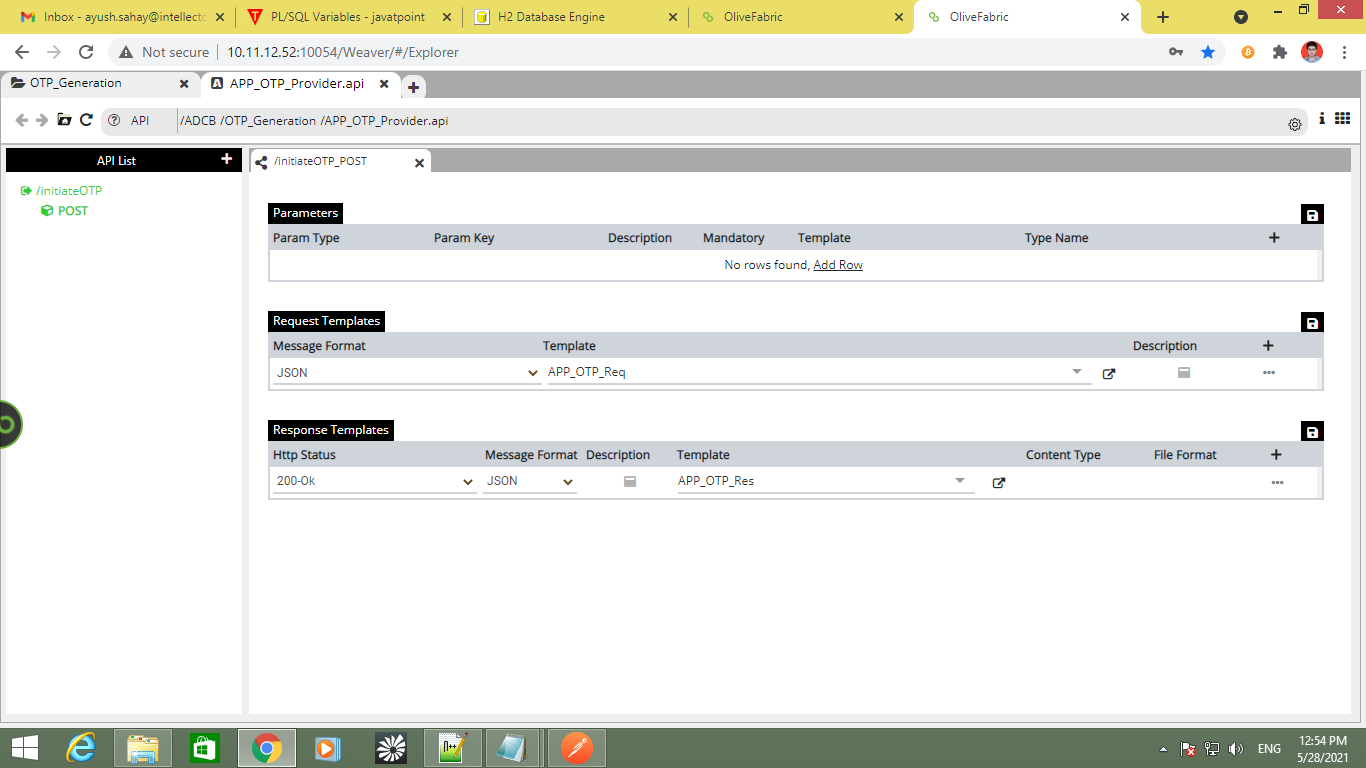 Inbox - ayush.sahay@intellect
PL/SQL Variables - javatpoint
H2 Database Engine
OliveFabric
OliveFabric
Not secure 10.11.12.52:10054/Weaver/#/Explorer
OTP_Generation
APP_OTP_Provider.api
API
/ADCB /OTP_Generation /APP_OTP_Provider.api
API List
/initiateOTP_POST
/initiateOTP
POST
Parameters
Param Type Param Key Description Mandatory Template Type Name
No rows found, Add Row
Request Templates
Message Format Template Description
JSON APP_OTP_Req
Response Templates
Http Status Message Format Description Template Content Type File Format
200-Ok JSON APP_OTP_Res
ENG
12:54 PM
5/28/2021